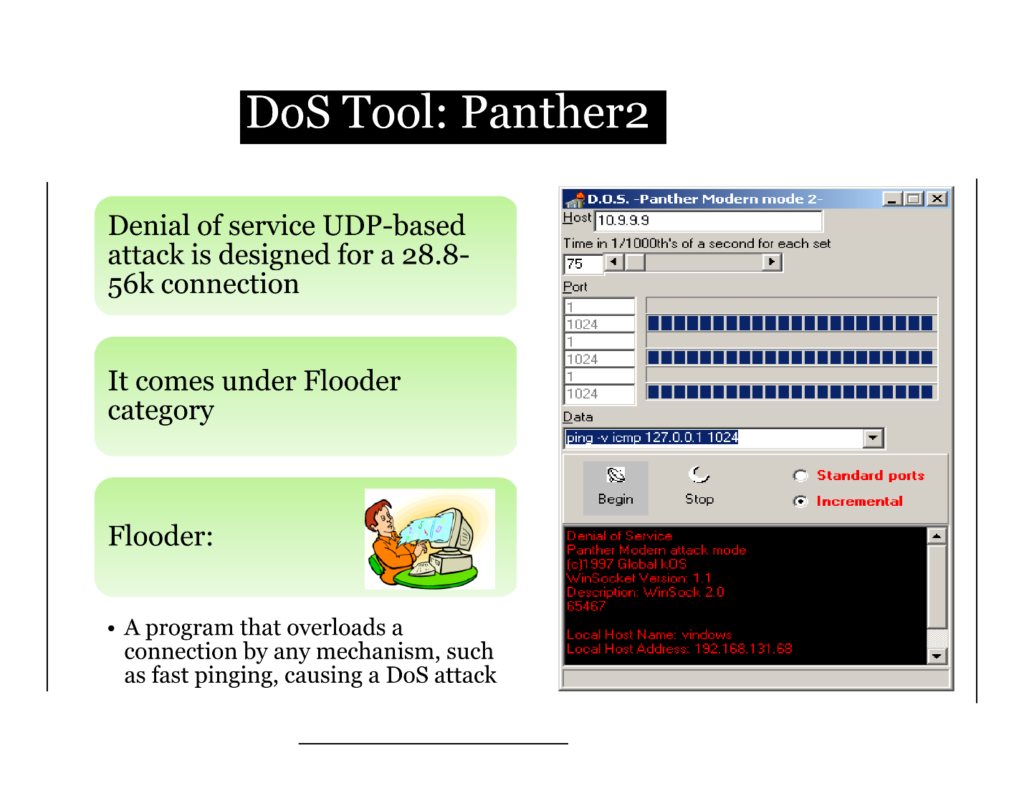 DoS Tool: Panther2
Denial of service UDP-based
attack is designed for a 28.8-
56k connection
It comes under Flooder
category
Flooder:
• A program that overloads a
connection by any mechanism, such
as fast pinging, causing a DoS attack
D.O.S. -Panther Modern mode 2-
Host 10.9.9.9
Time in 1/1000th's of a second for each set
75
Port
1
1024
1
1024
1
1024
Data
ping -v icmp 127.0.0.1 1024
Begin
Stop
Standard ports
Incremental
Denial of Service
Panther Modern attack mode
(c)1997 Global kOS
WinSocket Version: 1.1
Description: WinSock 2.0
65467
Local Host Name: vindows
Local Host Address: 192.168.131.68